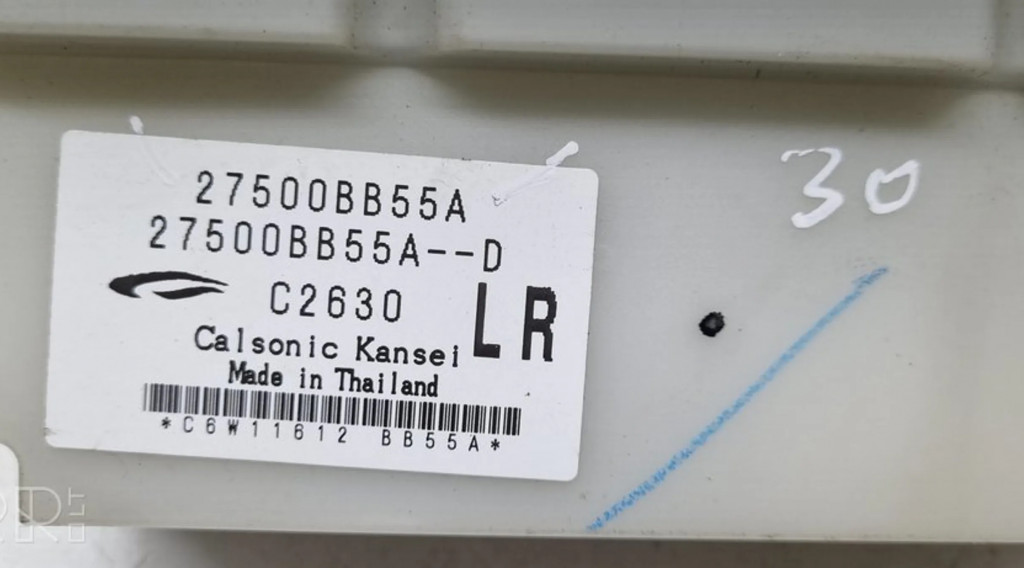 27500BB55A
27500BB55A--D
C2630
LR
Calsonic Kansei
Made in Thailand
*C6W11612 BB55A*
30